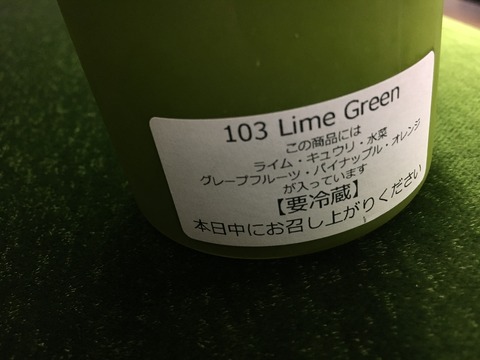 103 Lime Green
この商品には
ライム・キュウリ・水菜
グレープフルーツ・パイナップル・オレンジ
が入っています
【要冷蔵】
本日中にお召し上がりください